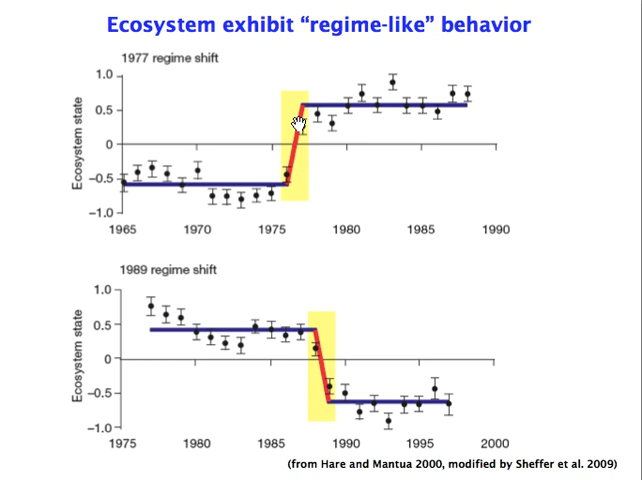 Ecosystem exhibit “regime-like” behavior
1977 regime shift
Ecosystem state
1.0
0.5
0
−0.5
−1.0
1965 1970 1975 1980 1985 1990
1989 regime shift
Ecosystem state
1.0
0.5
0
−0.5
−1.0
1975 1980 1985 1990 1995 2000
(from Hare and Mantua 2000, modified by Sheffer et al. 2009)